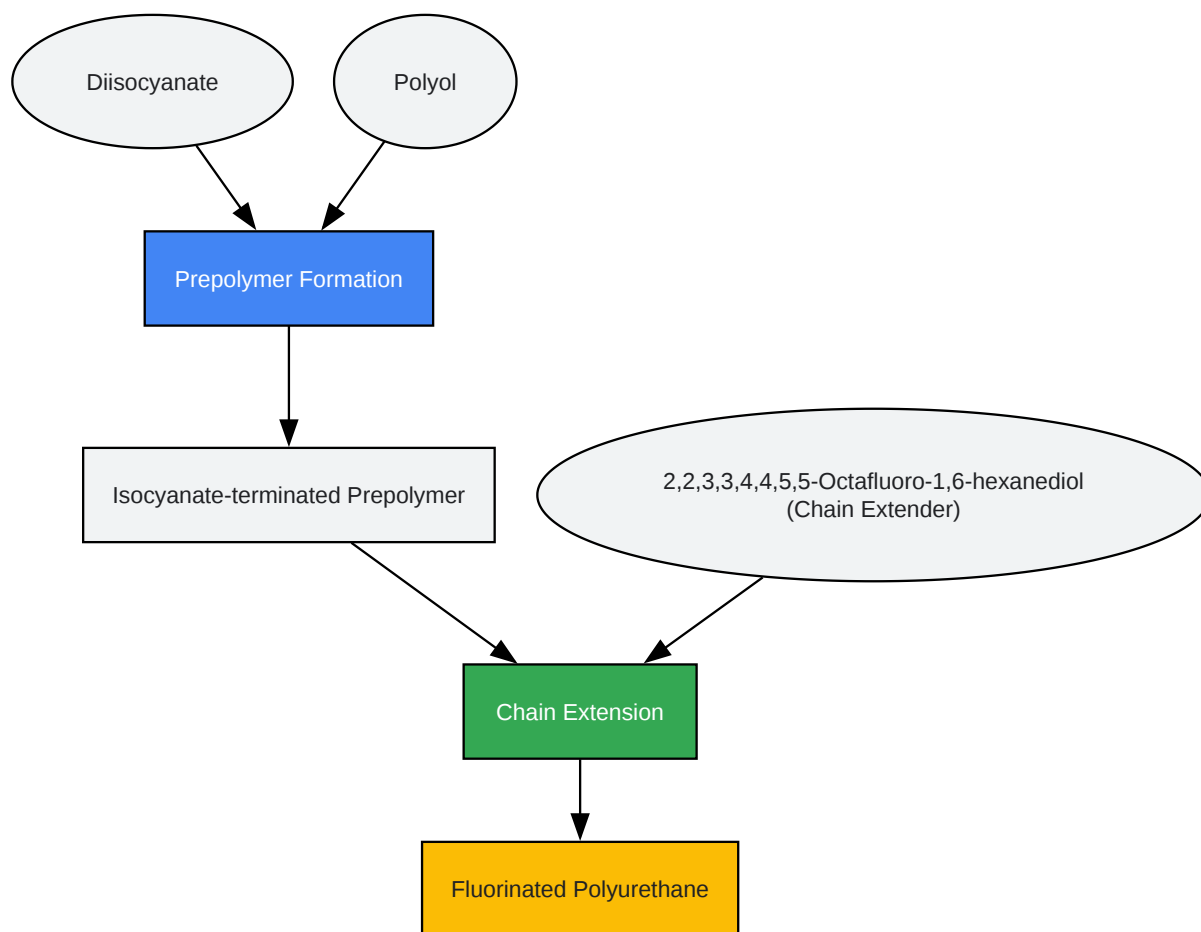 Diisocyanate
Polyol
Prepolymer Formation
Isocyanate-terminated Prepolymer
2,2,3,3,4,4,5,5-Octafluoro-1,6-hexanediol
(Chain Extender)
Chain Extension
Fluorinated Polyurethane